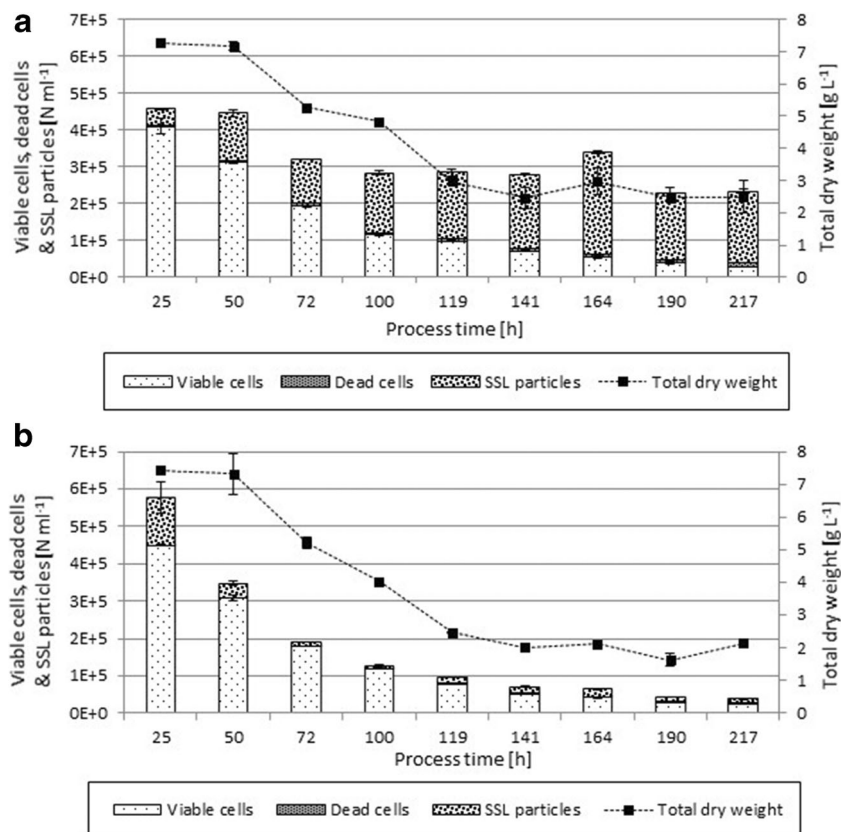 a
7E+5
6E+5
5E+5
4E+5
3E+5
2E+5
1E+5
0E+0
Viable cells, dead cells
& SSL particles [N ml⁻¹]
8
7
6
5
4
3
2
1
0
Total dry weight [g L⁻¹]
25 50 72 100 119 141 164 190 217
Process time [h]
Viable cells Dead cells SSL particles Total dry weight
b
7E+5
6E+5
5E+5
4E+5
3E+5
2E+5
1E+5
0E+0
Viable cells, dead cells
& SSL particles [N ml⁻¹]
8
7
6
5
4
3
2
1
0
Total dry weight [g L⁻¹]
25 50 72 100 119 141 164 190 217
Process time [h]
Viable cells Dead cells SSL particles Total dry weight